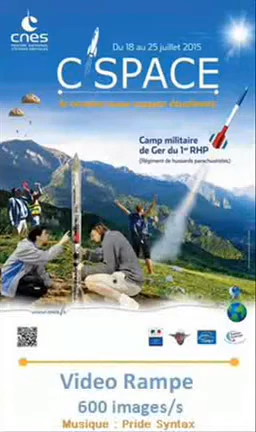 cnes
Du 18 au 25 juillet 2015
C'SPACE
Camp militaire
de Ger du 1er RHP
(Régiment de hussards parachutistes)
Video Rampe
600 images/s
Musique : Pride Syntax